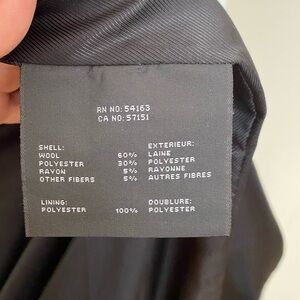 RN NO: 54163
CA NO: 57151
SHELL: EXTERIEUR:
WOOL 60% LAINE
POLYESTER 30% POLYESTER
RAYON 5% RAYONNE
OTHER FIBERS 5% AUTRES FIBRES
LINING: DOUBLURE:
POLYESTER 100% POLYESTER